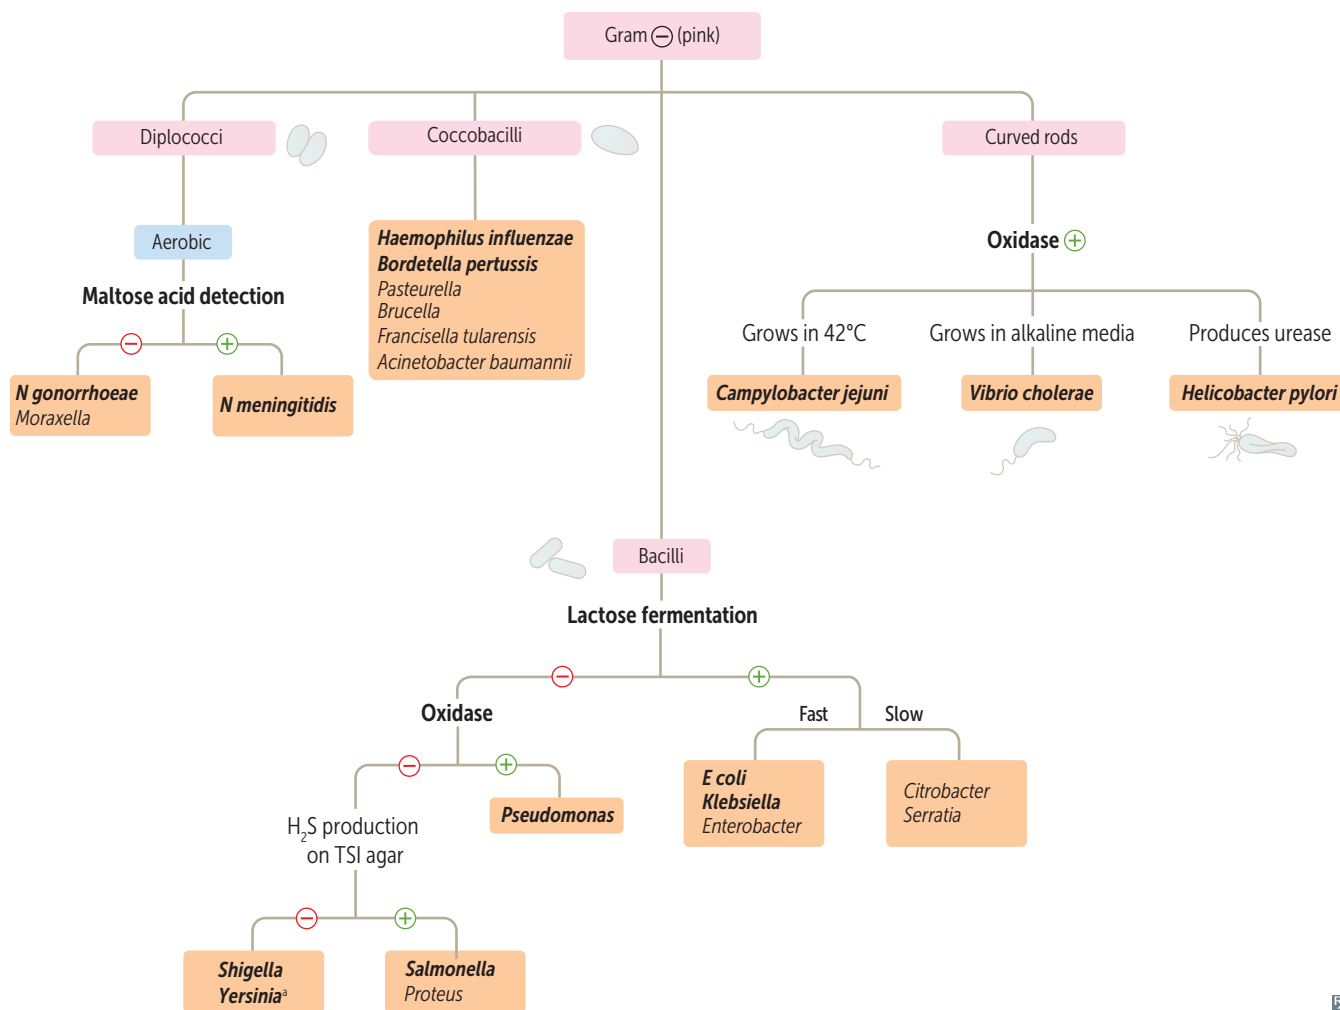 Gram ⊖ (pink)
Diplococci
Coccobacilli
Curved rods
Aerobic
Maltose acid detection
−
+
N gonorrhoeae
Moraxella
N meningitidis
Haemophilus influenzae
Bordetella pertussis
Pasteurella
Brucella
Francisella tularensis
Acinetobacter baumannii
Oxidase ⊕
Grows in 42°C
Grows in alkaline media
Produces urease
Campylobacter jejuni
Vibrio cholerae
Helicobacter pylori
Bacilli
Lactose fermentation
−
+
Oxidase
Fast
Slow
−
+
E coli
Klebsiella
Enterobacter
Citrobacter
Serratia
Pseudomonas
H₂S production
on TSI agar
−
+
Shigella
Yersiniaᵃ
Salmonella
Proteus